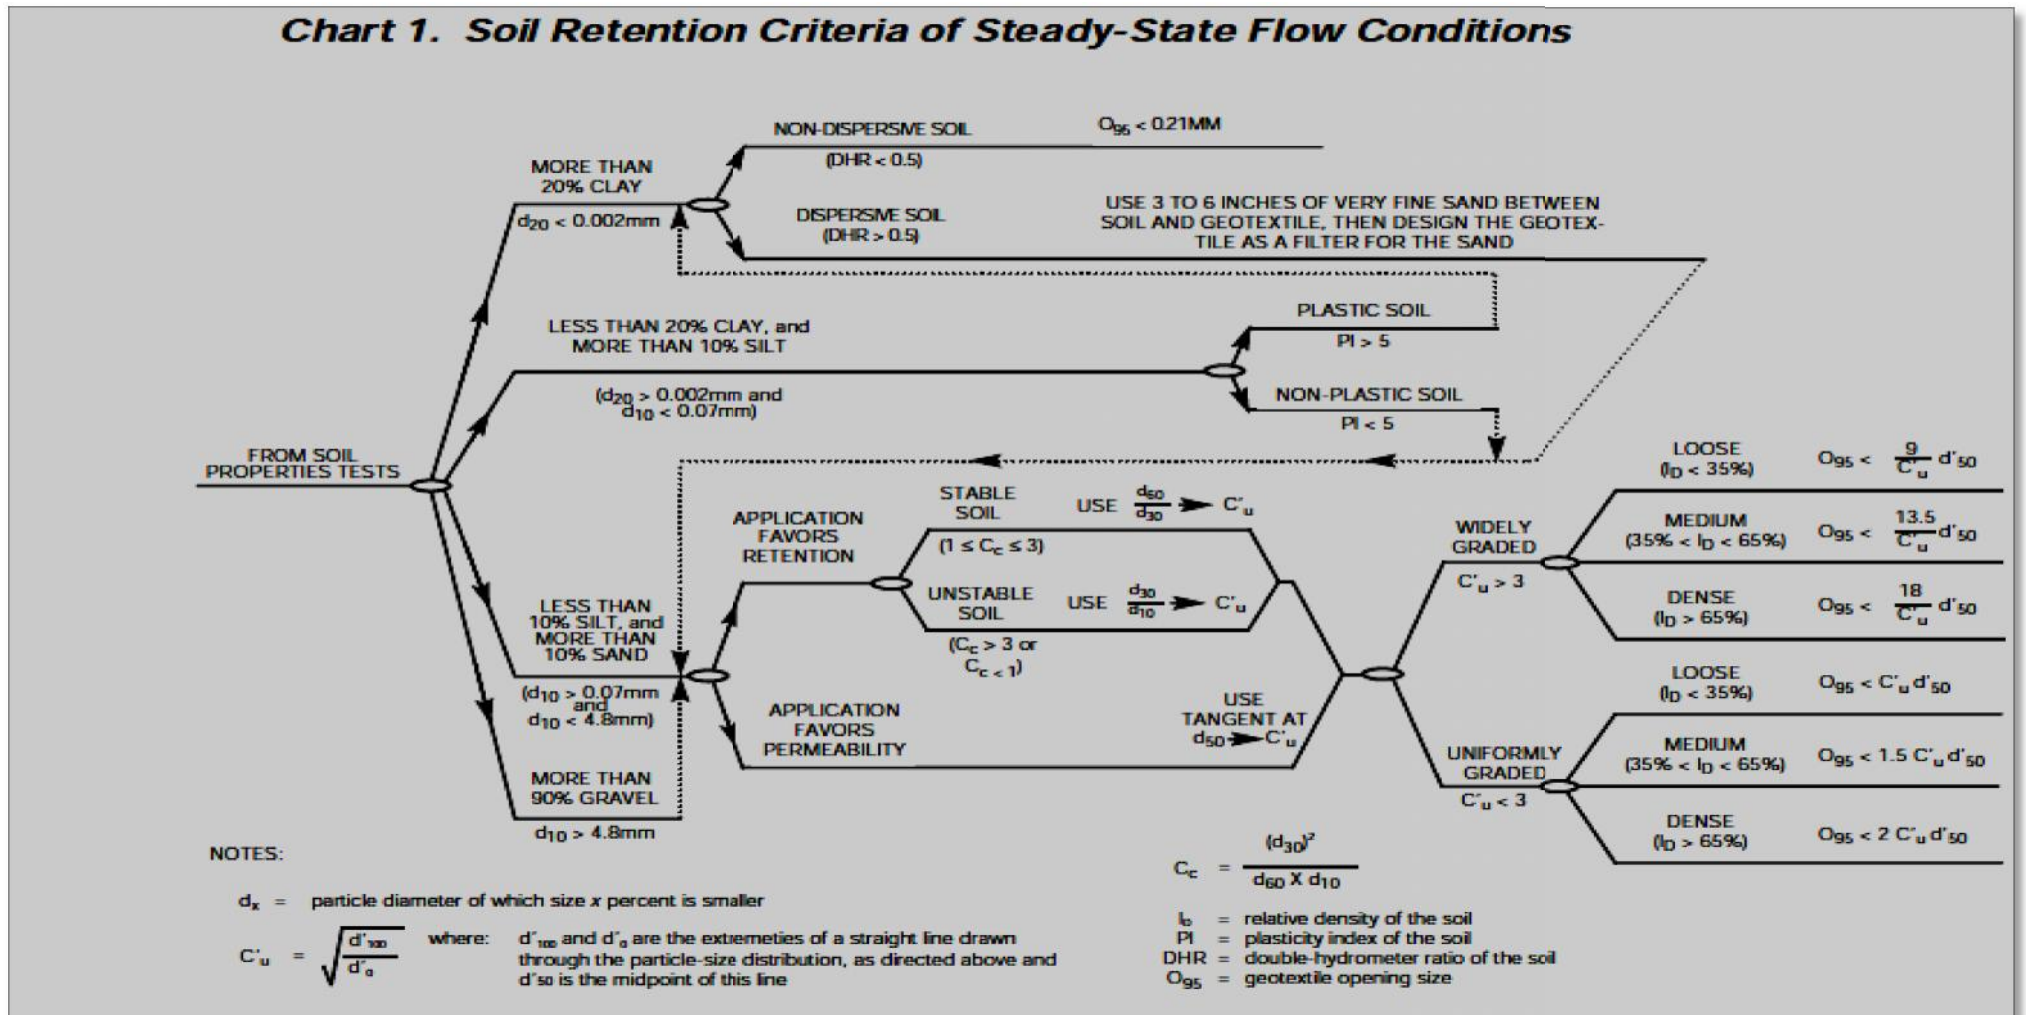 Chart 1. Soil Retention Criteria of Steady-State Flow Conditions
NON-DISPERSIVE SOIL
(DHR < 0.5)
O95 < 0.21MM
MORE THAN
20% CLAY
d20 < 0.002mm
DISPERSIVE SOIL
(DHR > 0.5)
USE 3 TO 6 INCHES OF VERY FINE SAND BETWEEN
SOIL AND GEOTEXTILE, THEN DESIGN THE GEOTEX-
TILE AS A FILTER FOR THE SAND
LESS THAN 20% CLAY, and
MORE THAN 10% SILT
(d20 > 0.002mm and
d10 < 0.07mm)
PLASTIC SOIL
PI > 5
NON-PLASTIC SOIL
PI < 5
FROM SOIL
PROPERTIES TESTS
LESS THAN
10% SILT, and
MORE THAN
10% SAND
(d10 > 0.07mm
and
d10 < 4.8mm)
MORE THAN
90% GRAVEL
d10 > 4.8mm
APPLICATION
FAVORS
RETENTION
STABLE
SOIL
USE d60/d30 C'u
(1 ≤ Cc ≤ 3)
UNSTABLE
SOIL
USE d30/d10 C'u
(Cc > 3 or
Cc < 1)
APPLICATION
FAVORS
PERMEABILITY
USE
TANGENT AT
d50 C'u
WIDELY
GRADED
C'u > 3
LOOSE
(ID < 35%)
O95 < 9/C'u d'50
MEDIUM
(35% < ID < 65%)
O95 < 13.5/C'u d'50
DENSE
(ID > 65%)
O95 < 18/C'u d'50
UNIFORMLY
GRADED
C'u < 3
LOOSE
(ID < 35%)
O95 < C'u d'50
MEDIUM
(35% < ID < 65%)
O95 < 1.5 C'u d'50
DENSE
(ID > 65%)
O95 < 2 C'u d'50
NOTES:
dx = particle diameter of which size x percent is smaller
C'u = √(d'100/d'0) where: d'100 and d'0 are the extremeties of a straight line drawn
through the particle-size distribution, as directed above and
d'50 is the midpoint of this line
Cc = (d30)²/d60 X d10
ID = relative density of the soil
PI = plasticity index of the soil
DHR = double-hydrometer ratio of the soil
O95 = geotextile opening size